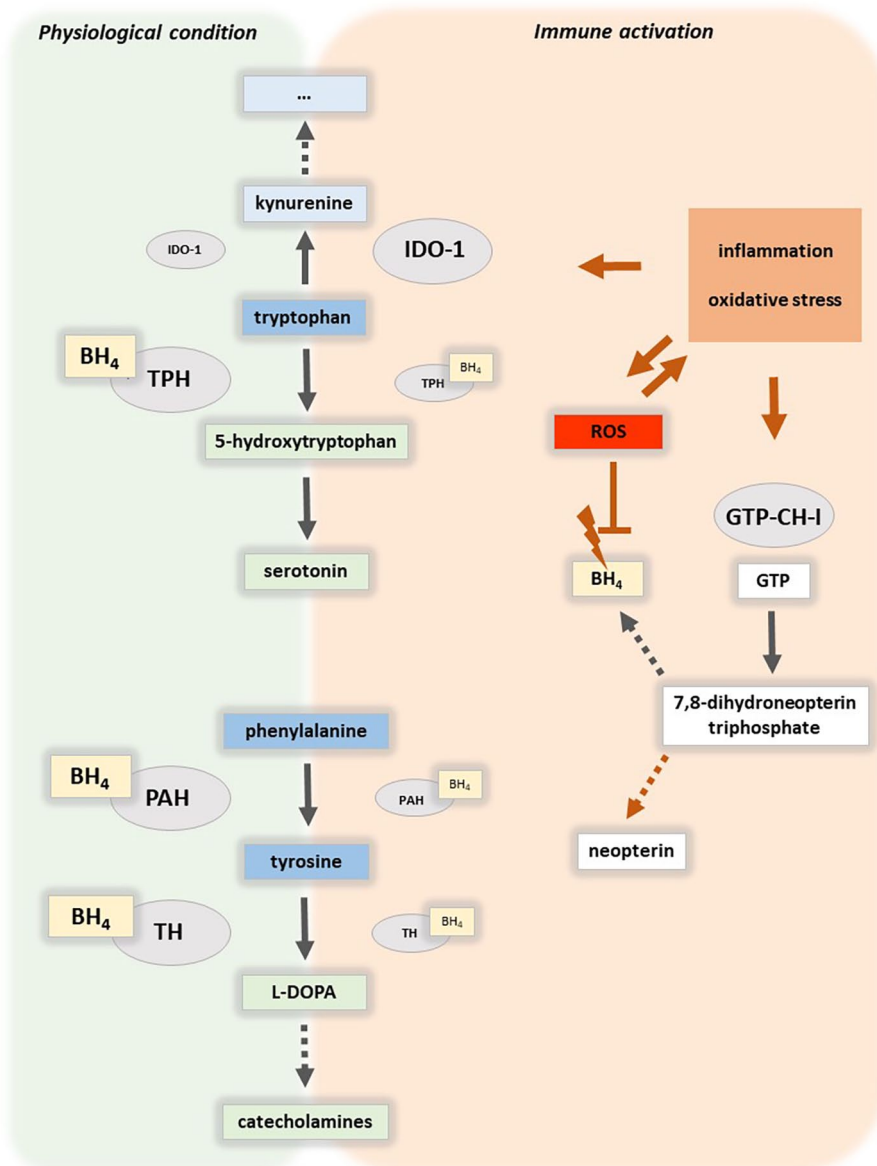 Physiological condition
Immune activation
...
kynurenine
IDO-1
IDO-1
inflammation
oxidative stress
tryptophan
BH4
TPH
TPH
BH4
5-hydroxytryptophan
ROS
GTP-CH-I
serotonin
BH4
GTP
7,8-dihydroneopterin
triphosphate
phenylalanine
BH4
PAH
PAH
BH4
neopterin
tyrosine
BH4
TH
TH
BH4
L-DOPA
catecholamines